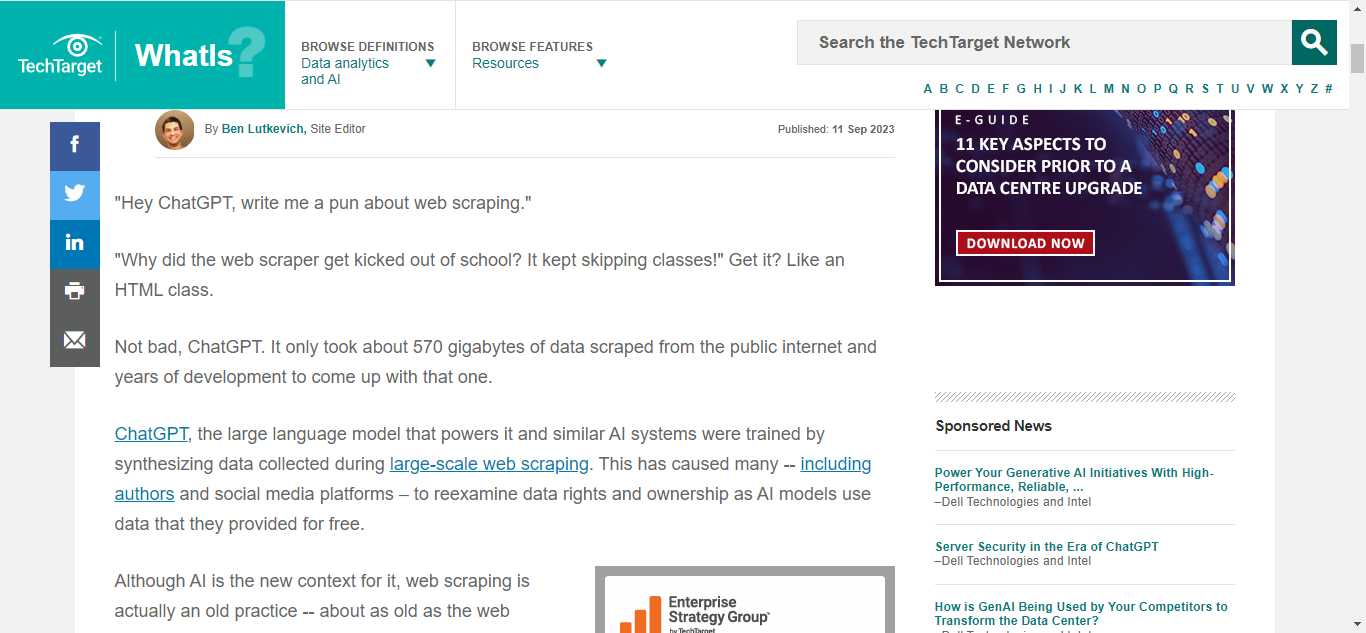 TechTarget
WhatIs?
BROWSE DEFINITIONS
Data analytics
and AI
BROWSE FEATURES
Resources
Search the TechTarget Network
A B C D E F G H I J K L M N O P Q R S T U V W X Y Z #
By Ben Lutkevich, Site Editor
Published: 11 Sep 2023
"Hey ChatGPT, write me a pun about web scraping."
"Why did the web scraper get kicked out of school? It kept skipping classes!" Get it? Like an
HTML class.
Not bad, ChatGPT. It only took about 570 gigabytes of data scraped from the public internet and
years of development to come up with that one.
ChatGPT, the large language model that powers it and similar AI systems were trained by
synthesizing data collected during large-scale web scraping. This has caused many -- including
authors and social media platforms – to reexamine data rights and ownership as AI models use
data that they provided for free.
Although AI is the new context for it, web scraping is
actually an old practice -- about as old as the web
Enterprise
Strategy Group
by TechTarget
E-GUIDE
11 KEY ASPECTS TO
CONSIDER PRIOR TO A
DATA CENTRE UPGRADE
DOWNLOAD NOW
Sponsored News
Power Your Generative AI Initiatives With High-
Performance, Reliable, ...
–Dell Technologies and Intel
Server Security in the Era of ChatGPT
–Dell Technologies and Intel
How is GenAI Being Used by Your Competitors to
Transform the Data Center?